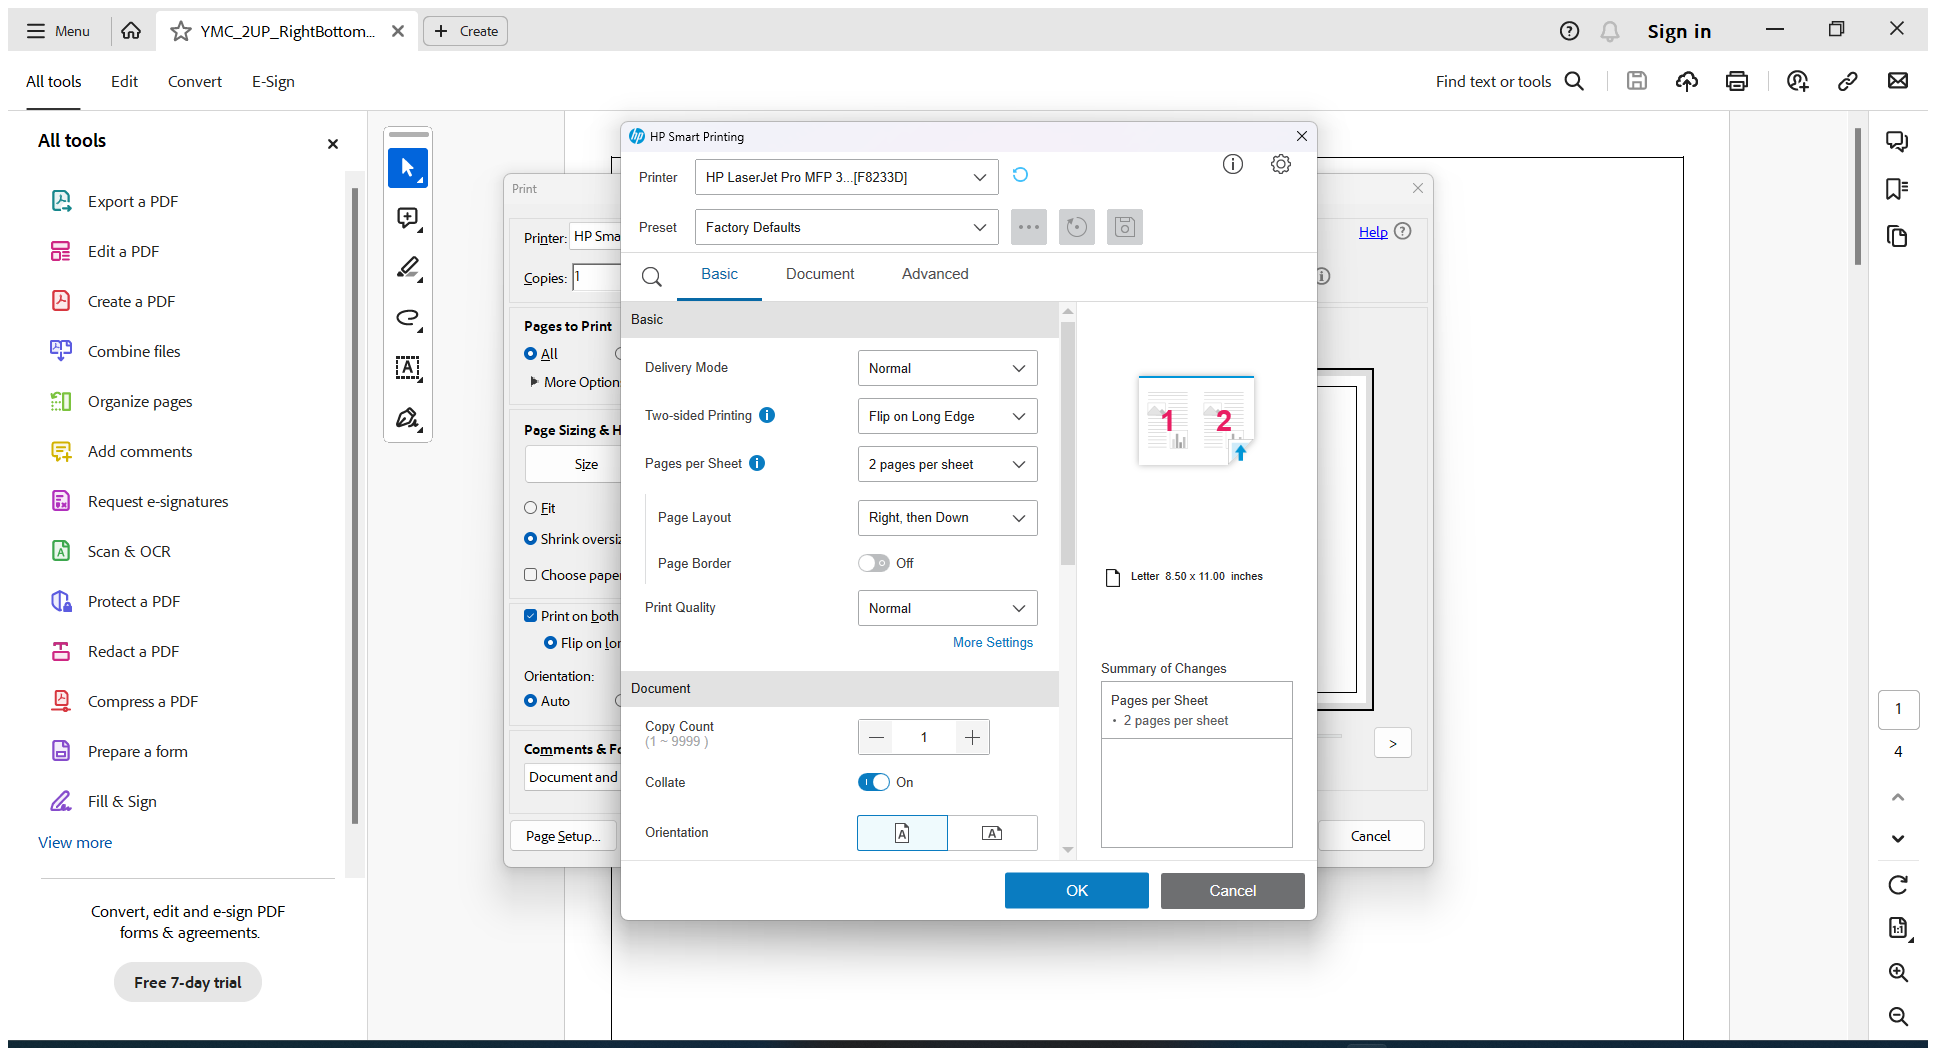 Menu
YMC_2UP_RightBottom...
Create
Sign in
All tools
Edit
Convert
E-Sign
Find text or tools
All tools
Export a PDF
Edit a PDF
Create a PDF
Combine files
Organize pages
Add comments
Request e-signatures
Scan & OCR
Protect a PDF
Redact a PDF
Compress a PDF
Prepare a form
Fill & Sign
View more
Convert, edit and e-sign PDF
forms & agreements.
Free 7-day trial
Print
Printer: HP Sma
Copies: 1
Help
Pages to Print
All
More Option
Page Sizing & H
Size
Fit
Shrink oversiz
Choose paper
Print on both
Flip on lon
Orientation:
Auto
Comments & Fo
Document and
Page Setup...
>
Cancel
hp HP Smart Printing
Printer HP LaserJet Pro MFP 3...[F8233D]
Preset Factory Defaults
Basic Document Advanced
Basic
Delivery Mode Normal
Two-sided Printing Flip on Long Edge
Pages per Sheet 2 pages per sheet
Page Layout Right, then Down
Page Border Off
Print Quality Normal
More Settings
Document
Copy Count
(1 ~ 9999 )
1
Collate On
Orientation
A A
1 2
Letter 8.50 x 11.00 inches
Summary of Changes
Pages per Sheet
• 2 pages per sheet
OK
Cancel
1
4
1:1